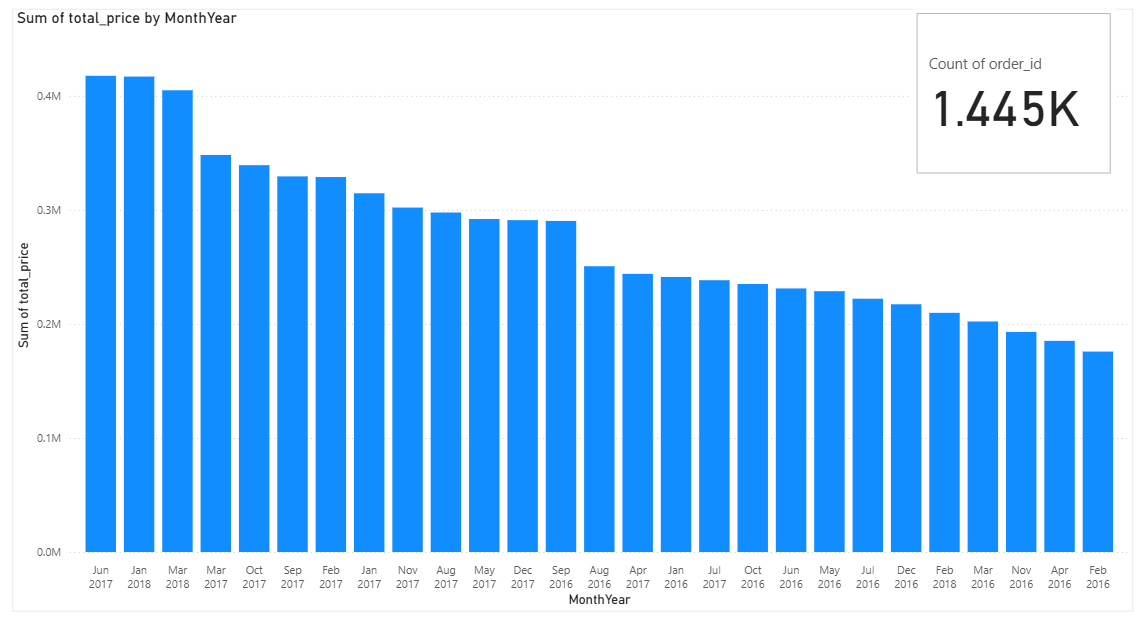 Sum of total_price by MonthYear
Count of order_id
1.445K
0.4M
0.3M
0.2M
0.1M
0.0M
Sum of total_price
Jun 2017
Jan 2018
Mar 2018
Mar 2017
Oct 2017
Sep 2017
Feb 2017
Jan 2017
Nov 2017
Aug 2017
May 2017
Dec 2017
Sep 2016
Aug 2016
Apr 2017
Jan 2016
Jul 2017
Oct 2016
Jun 2016
May 2016
Jul 2016
Dec 2016
Feb 2018
Mar 2016
Nov 2016
Apr 2016
Feb 2016
MonthYear